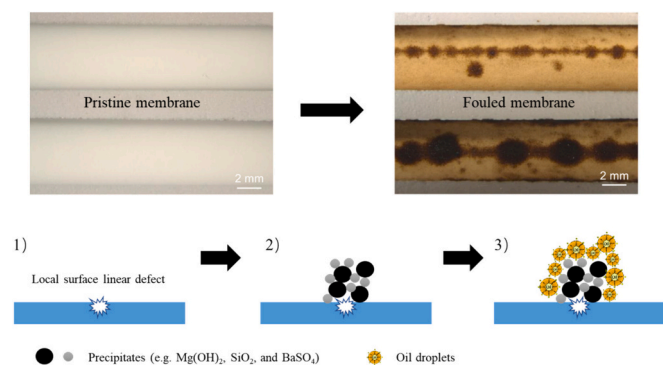 Pristine membrane
2 mm
Fouled membrane
2 mm
1)
2)
3)
Local surface linear defect
Precipitates (e.g. Mg(OH)2, SiO2, and BaSO4)
Oil droplets